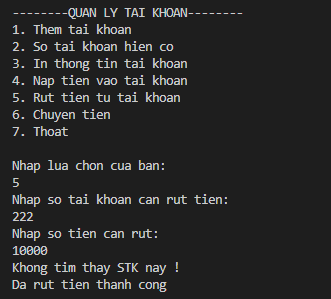 --------QUAN LY TAI KHOAN--------
1. Them tai khoan
2. So tai khoan hien co
3. In thong tin tai khoan
4. Nap tien vao tai khoan
5. Rut tien tu tai khoan
6. Chuyen tien
7. Thoat

Nhap lua chon cua ban:
5
Nhap so tai khoan can rut tien:
222
Nhap so tien can rut:
10000
Khong tim thay STK nay !
Da rut tien thanh cong